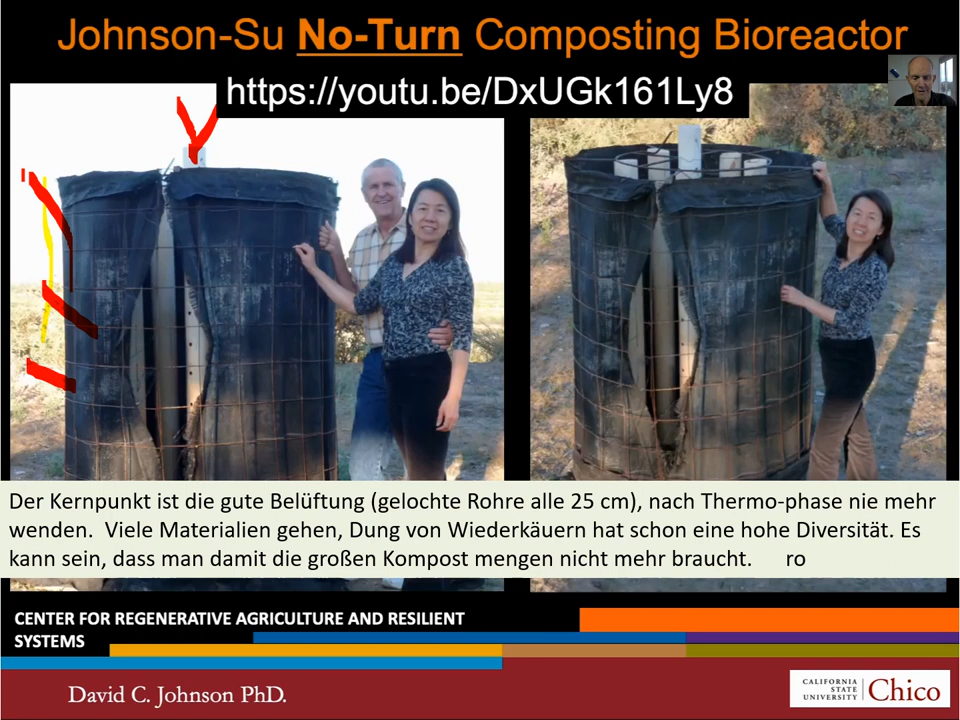 Johnson-Su No-Turn Composting Bioreactor
https://youtu.be/DxUGk161Ly8
Der Kernpunkt ist die gute Belüftung (gelochte Rohre alle 25 cm), nach Thermo-phase nie mehr
wenden.  Viele Materialien gehen, Dung von Wiederkäuern hat schon eine hohe Diversität. Es
kann sein, dass man damit die großen Kompost mengen nicht mehr braucht.      ro
CENTER FOR REGENERATIVE AGRICULTURE AND RESILIENT
SYSTEMS
David C. Johnson PhD.
CALIFORNIA
STATE
UNIVERSITY
Chico